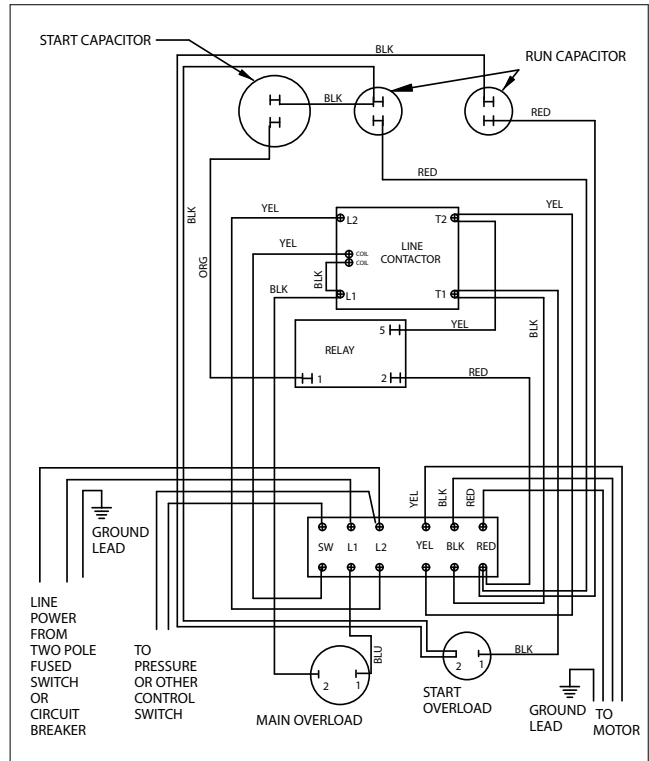 START CAPACITOR
BLK
RUN CAPACITOR
BLK
RED
RED
BLK
ORG
YEL
YEL
L2
T2
YEL
COIL
COIL
LINE
CONTACTOR
BLK
BLK
L1
T1
YEL
BLK
5
RELAY
1
2
RED
GROUND
LEAD
YEL
BLK
RED
SW
L1
L2
YEL
BLK
RED
LINE
POWER
FROM
TWO POLE
FUSED
SWITCH
OR
CIRCUIT
BREAKER
TO
PRESSURE
OR OTHER
CONTROL
SWITCH
BLU
2
1
MAIN OVERLOAD
2
1
BLK
START
OVERLOAD
GROUND
LEAD
TO
MOTOR